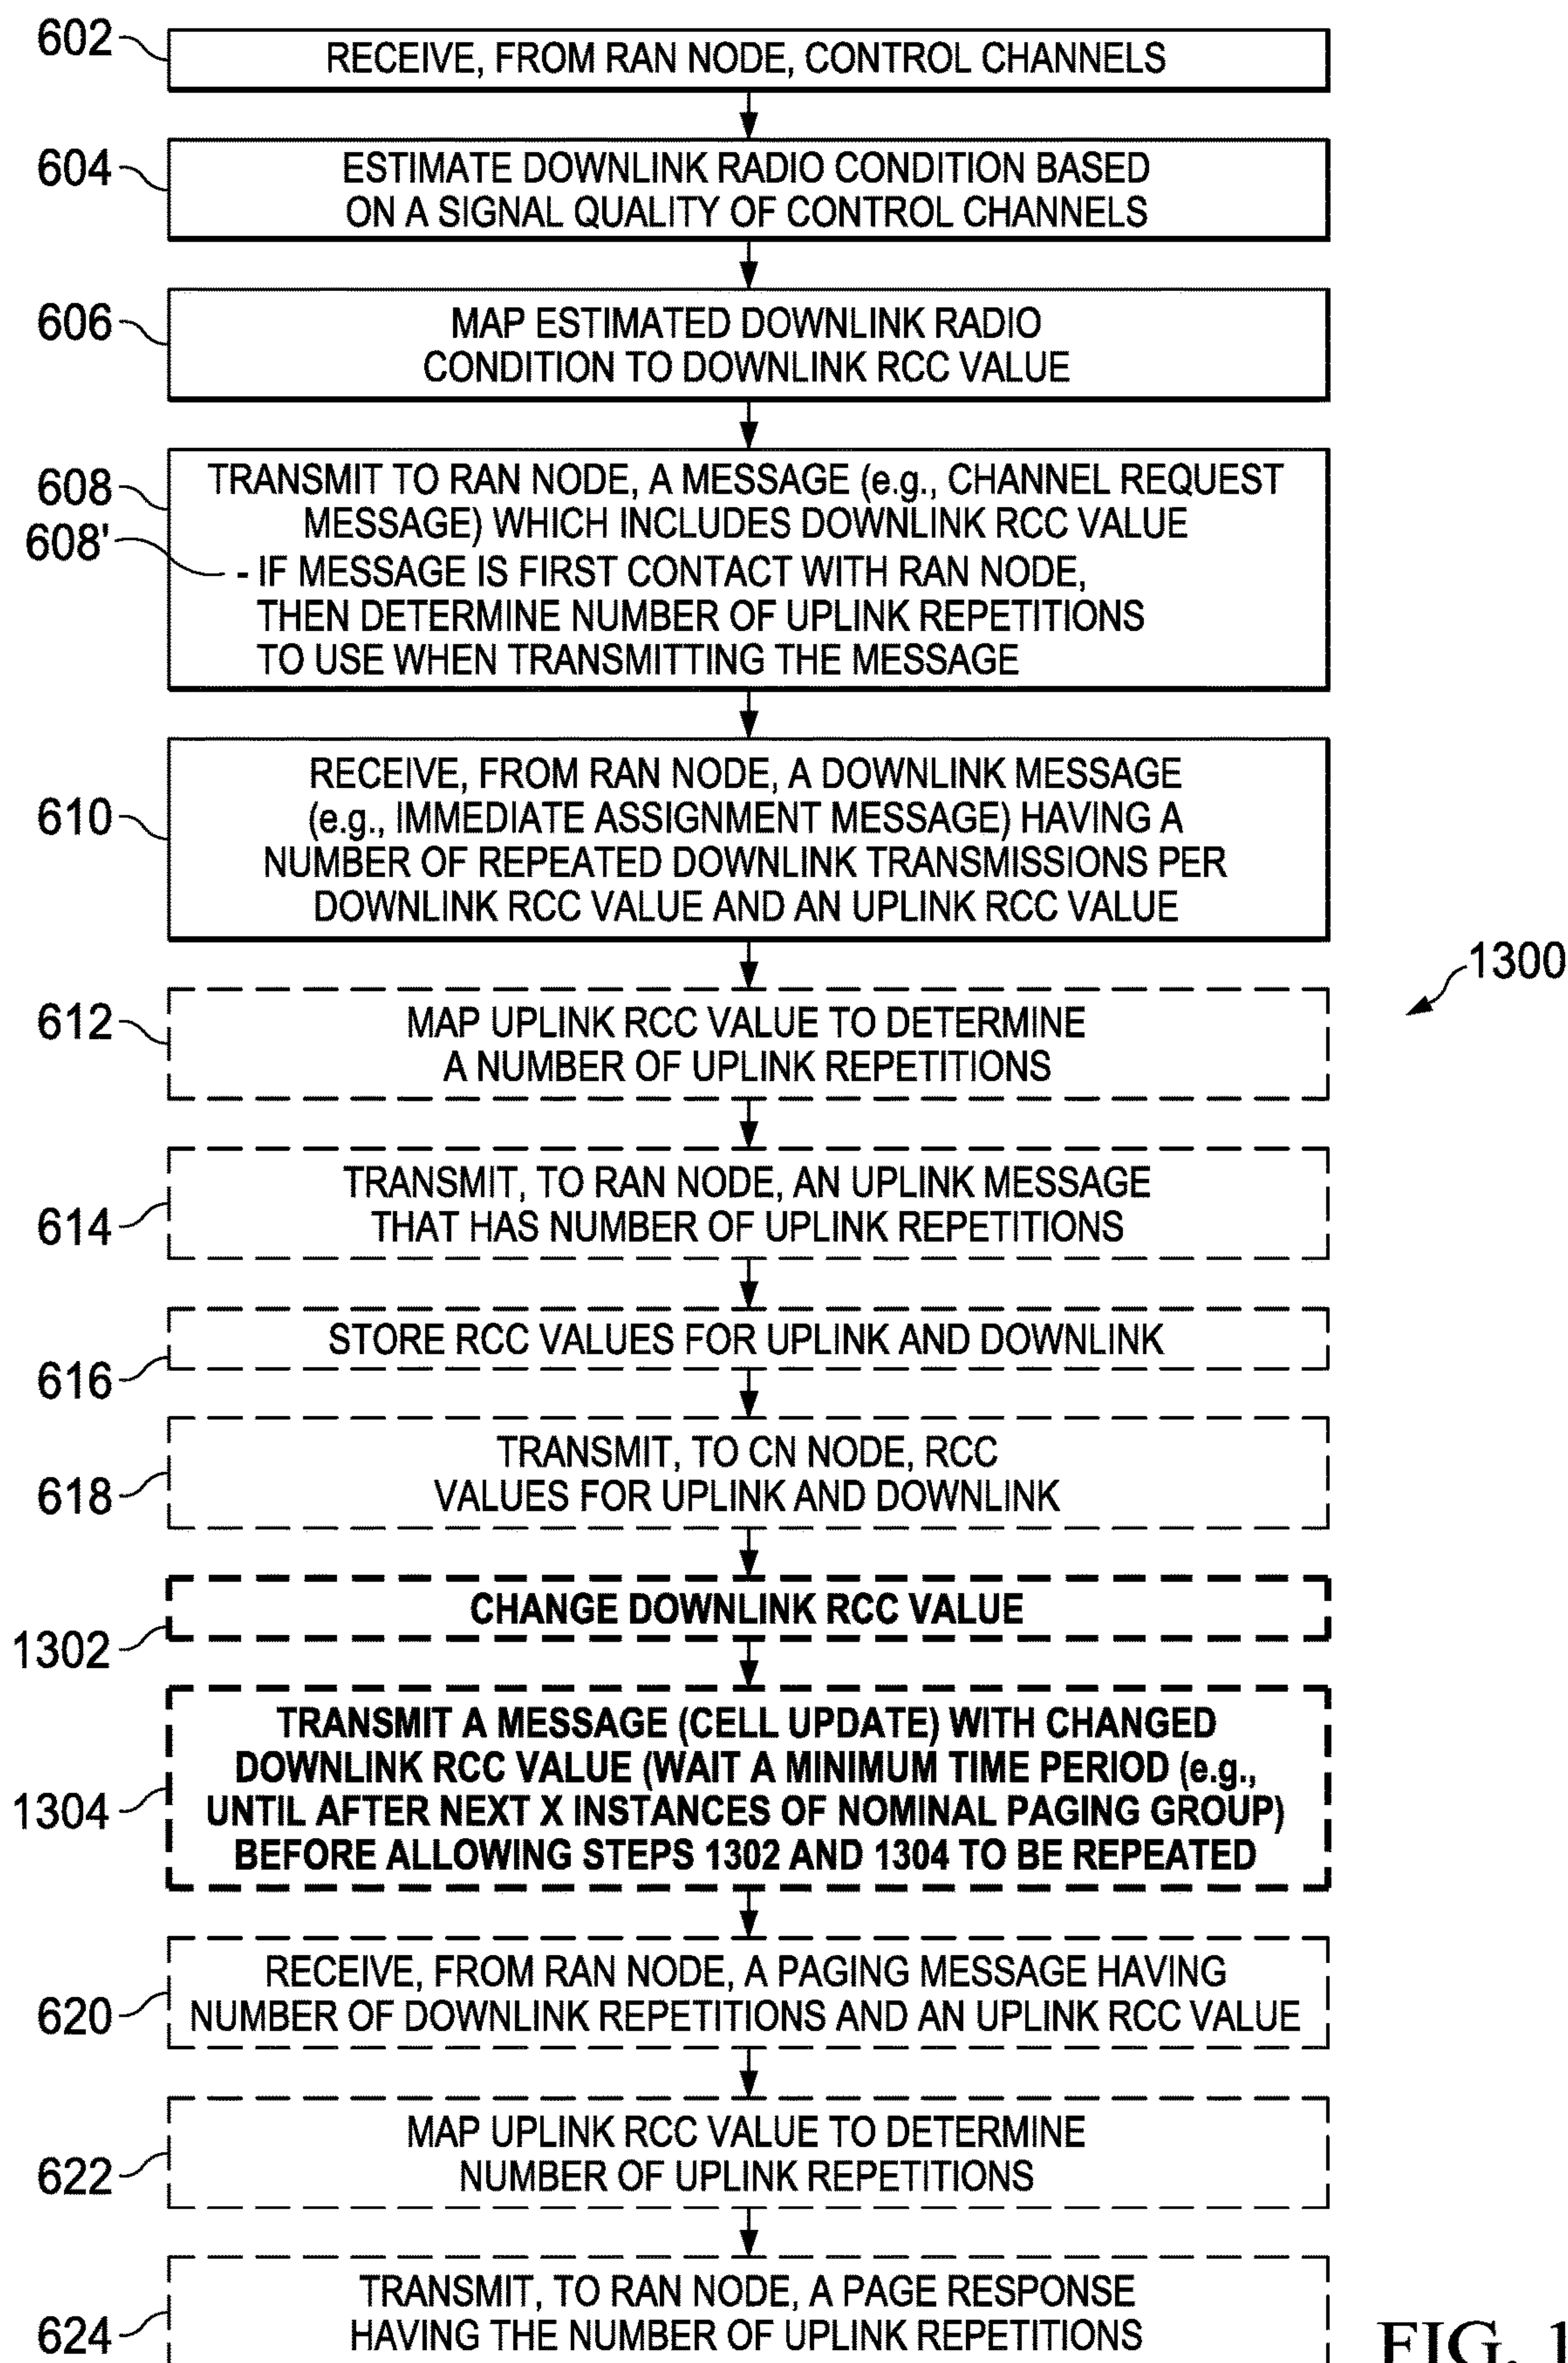 602
RECEIVE, FROM RAN NODE, CONTROL CHANNELS
604
ESTIMATE DOWNLINK RADIO CONDITION BASED
ON A SIGNAL QUALITY OF CONTROL CHANNELS
606
MAP ESTIMATED DOWNLINK RADIO
CONDITION TO DOWNLINK RCC VALUE
608
TRANSMIT TO RAN NODE, A MESSAGE (e.g., CHANNEL REQUEST
MESSAGE) WHICH INCLUDES DOWNLINK RCC VALUE
608'
- IF MESSAGE IS FIRST CONTACT WITH RAN NODE,
THEN DETERMINE NUMBER OF UPLINK REPETITIONS
TO USE WHEN TRANSMITTING THE MESSAGE
610
RECEIVE, FROM RAN NODE, A DOWNLINK MESSAGE
(e.g., IMMEDIATE ASSIGNMENT MESSAGE) HAVING A
NUMBER OF REPEATED DOWNLINK TRANSMISSIONS PER
DOWNLINK RCC VALUE AND AN UPLINK RCC VALUE
1300
612
MAP UPLINK RCC VALUE TO DETERMINE
A NUMBER OF UPLINK REPETITIONS
614
TRANSMIT, TO RAN NODE, AN UPLINK MESSAGE
THAT HAS NUMBER OF UPLINK REPETITIONS
616
STORE RCC VALUES FOR UPLINK AND DOWNLINK
618
TRANSMIT, TO CN NODE, RCC
VALUES FOR UPLINK AND DOWNLINK
1302
CHANGE DOWNLINK RCC VALUE
1304
TRANSMIT A MESSAGE (CELL UPDATE) WITH CHANGED
DOWNLINK RCC VALUE (WAIT A MINIMUM TIME PERIOD (e.g.,
UNTIL AFTER NEXT X INSTANCES OF NOMINAL PAGING GROUP)
BEFORE ALLOWING STEPS 1302 AND 1304 TO BE REPEATED
620
RECEIVE, FROM RAN NODE, A PAGING MESSAGE HAVING
NUMBER OF DOWNLINK REPETITIONS AND AN UPLINK RCC VALUE
622
MAP UPLINK RCC VALUE TO DETERMINE
NUMBER OF UPLINK REPETITIONS
624
TRANSMIT, TO RAN NODE, A PAGE RESPONSE
HAVING THE NUMBER OF UPLINK REPETITIONS
FIG. 1